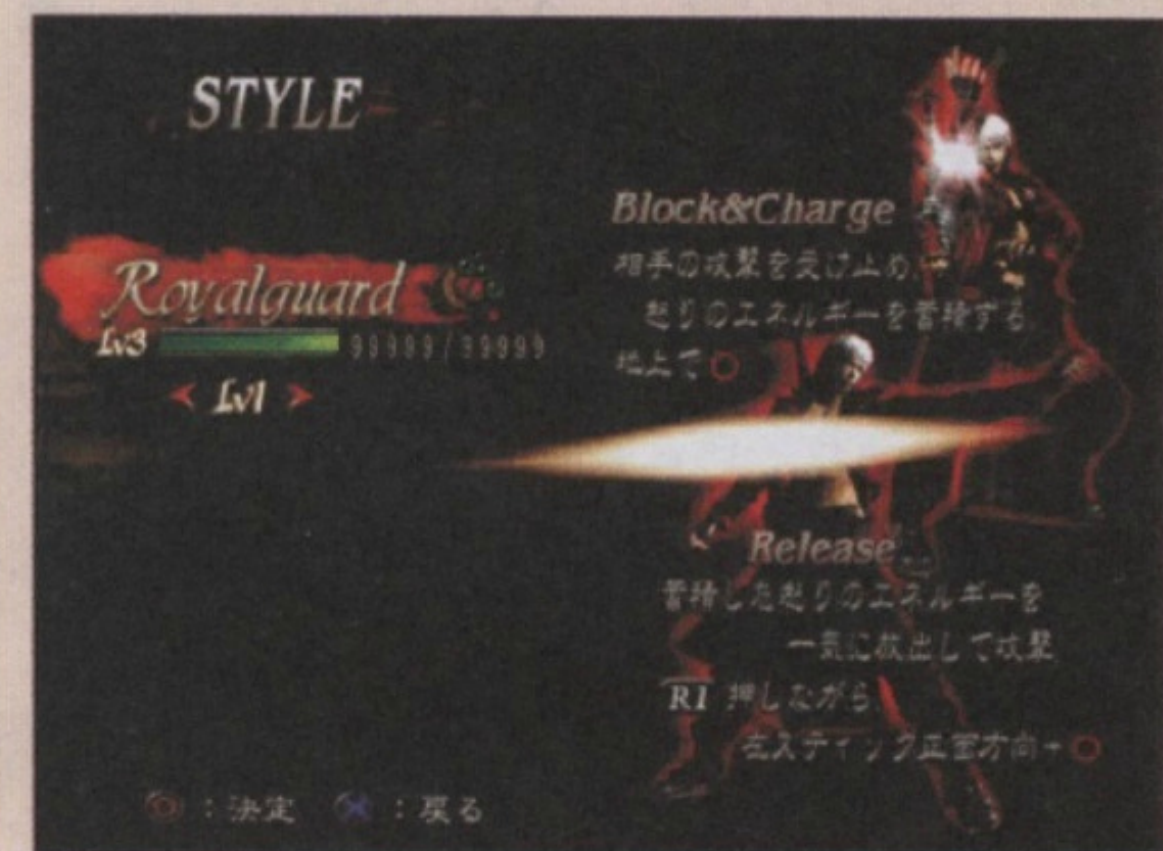 STYLE
Royalguard
Lv3 99999/99999
Lv1
Block&Charge
相手の攻撃を受け止め
怒りのエネルギーを蓄積する
地上で○
Release
蓄積した怒りのエネルギーを
一気に放出して攻撃
R1 押しながら
左スティック正面方向+○
○：決定 ×：戻る